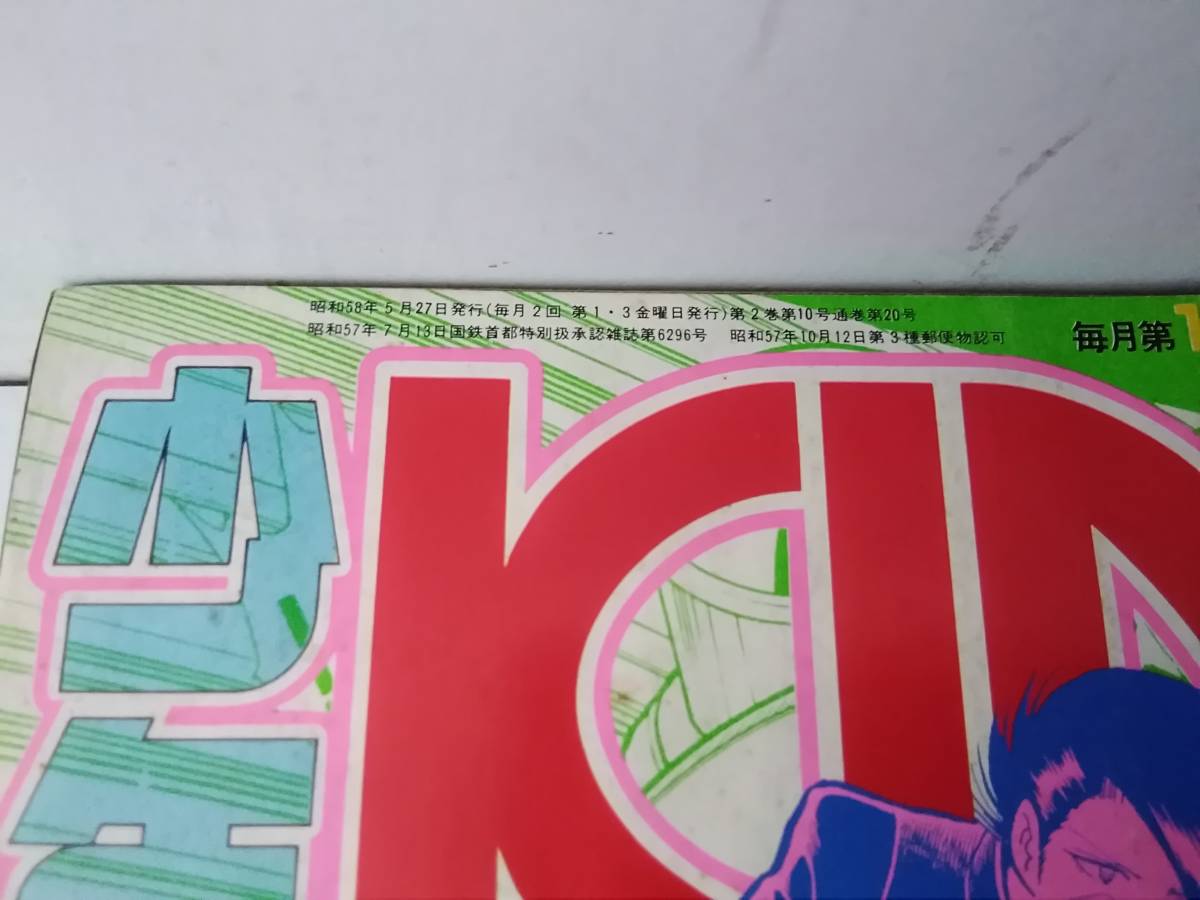 昭和58年5月27日発行(毎月2回 第1・3金曜日発行)第2巻第10号通巻第20号
昭和57年7月13日国鉄首都特別扱承認雑誌第6296号 昭和57年10月12日第3種郵便物認可
毎月第1
KIN